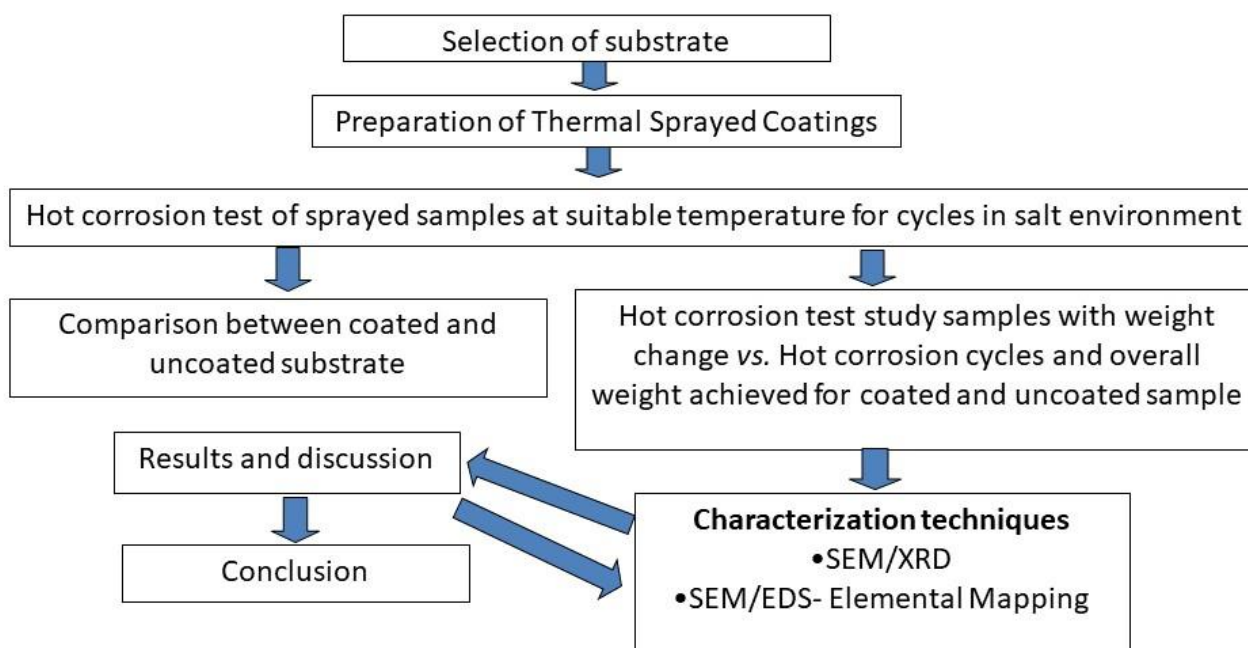 Selection of substrate
Preparation of Thermal Sprayed Coatings
Hot corrosion test of sprayed samples at suitable temperature for cycles in salt environment
Comparison between coated and
uncoated substrate
Hot corrosion test study samples with weight
change vs. Hot corrosion cycles and overall
weight achieved for coated and uncoated sample
Results and discussion
Conclusion
Characterization techniques
•SEM/XRD
•SEM/EDS- Elemental Mapping